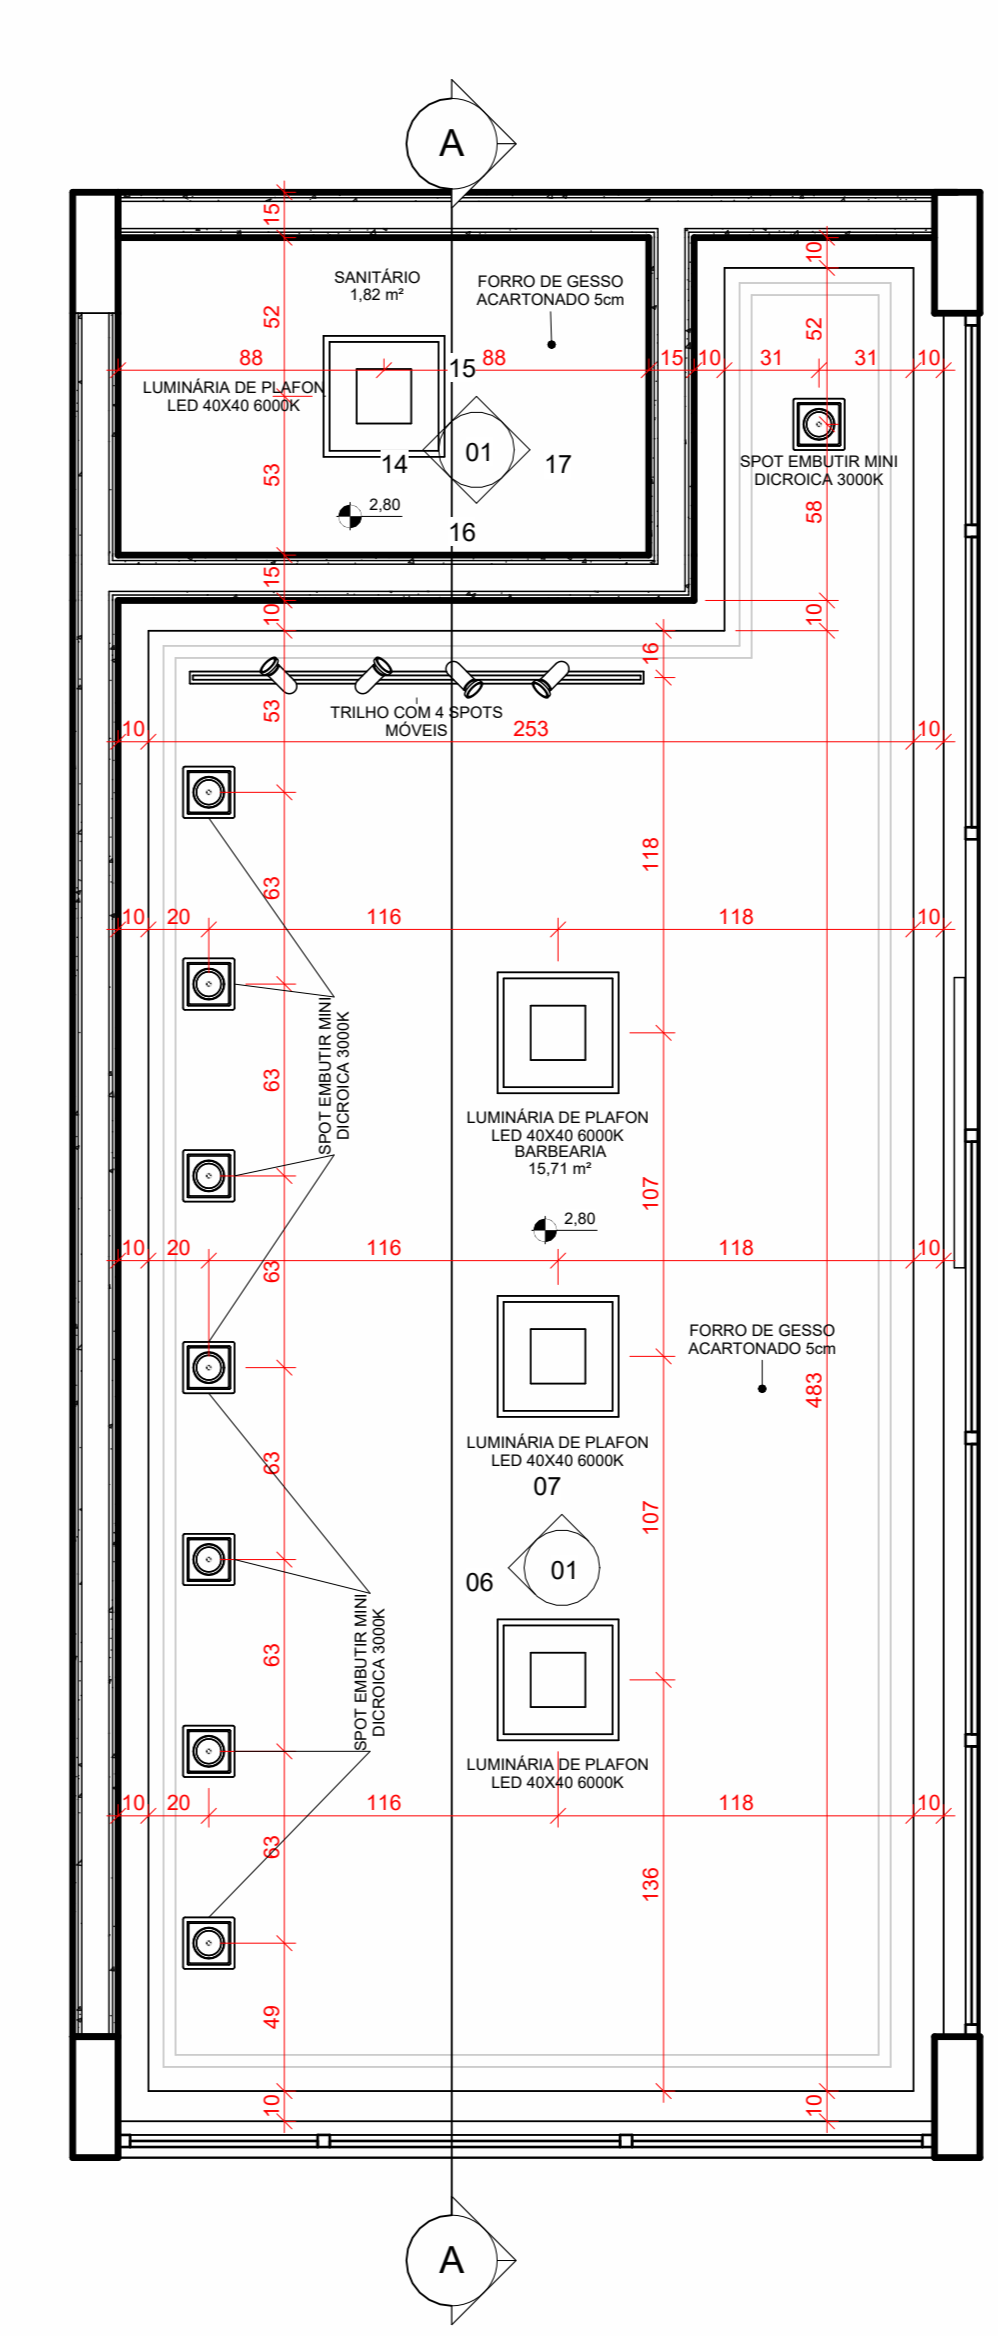 A
15
10
SANITÁRIO
1,82 m²
FORRO DE GESSO
ACARTONADO 5cm
52
52
88
15
88
15
10
31
31
10
LUMINÁRIA DE PLAFON
LED 40X40 6000K
14
01
17
SPOT EMBUTIR MINI
DICROICA 3000K
53
2,80
58
16
15
10
10
16
53
TRILHO COM 4 SPOTS
MÓVEIS
10
253
10
118
63
10
20
116
118
10
SPOT EMBUTIR MINI
DICROICA 3000K
63
LUMINÁRIA DE PLAFON
LED 40X40 6000K
BARBEARIA
15,71 m²
107
2,80
10
20
116
118
10
63
FORRO DE GESSO
ACARTONADO 5cm
483
63
LUMINÁRIA DE PLAFON
LED 40X40 6000K
07
107
06
01
63
SPOT EMBUTIR MINI
DICROICA 3000K
LUMINÁRIA DE PLAFON
LED 40X40 6000K
10
20
116
118
10
63
136
49
10
10
A